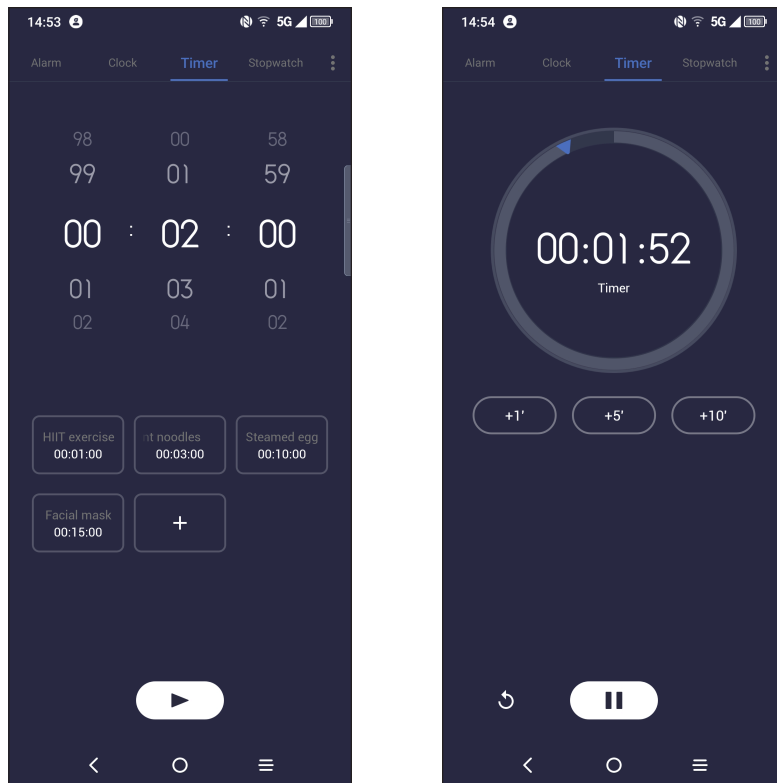 14:53 5G 100
Alarm Clock Timer Stopwatch
98 00 58
99 01 59
00 : 02 : 00
01 03 01
02 04 02
HIIT exercise nt noodles Steamed egg
00:01:00 00:03:00 00:10:00
Facial mask
00:15:00
+
14:54 5G 100
Alarm Clock Timer Stopwatch
00:01:52
Timer
+1' +5' +10'